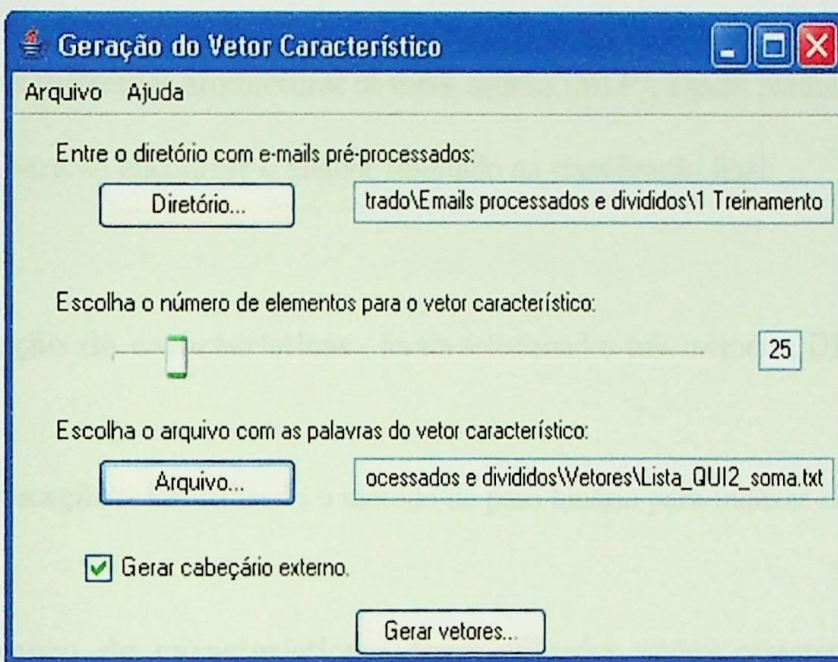 Geração do Vetor Característico
Arquivo Ajuda
Entre o diretório com e-mails pré-processados:
Diretório... trado\Emails processados e divididos\1 Treinamento
Escolha o número de elementos para o vetor característico:
25
Escolha o arquivo com as palavras do vetor característico:
Arquivo... ocessados e divididos\Vetores\Lista_QUI2_soma.txt
Gerar cabeçário externo.
Gerar vetores...